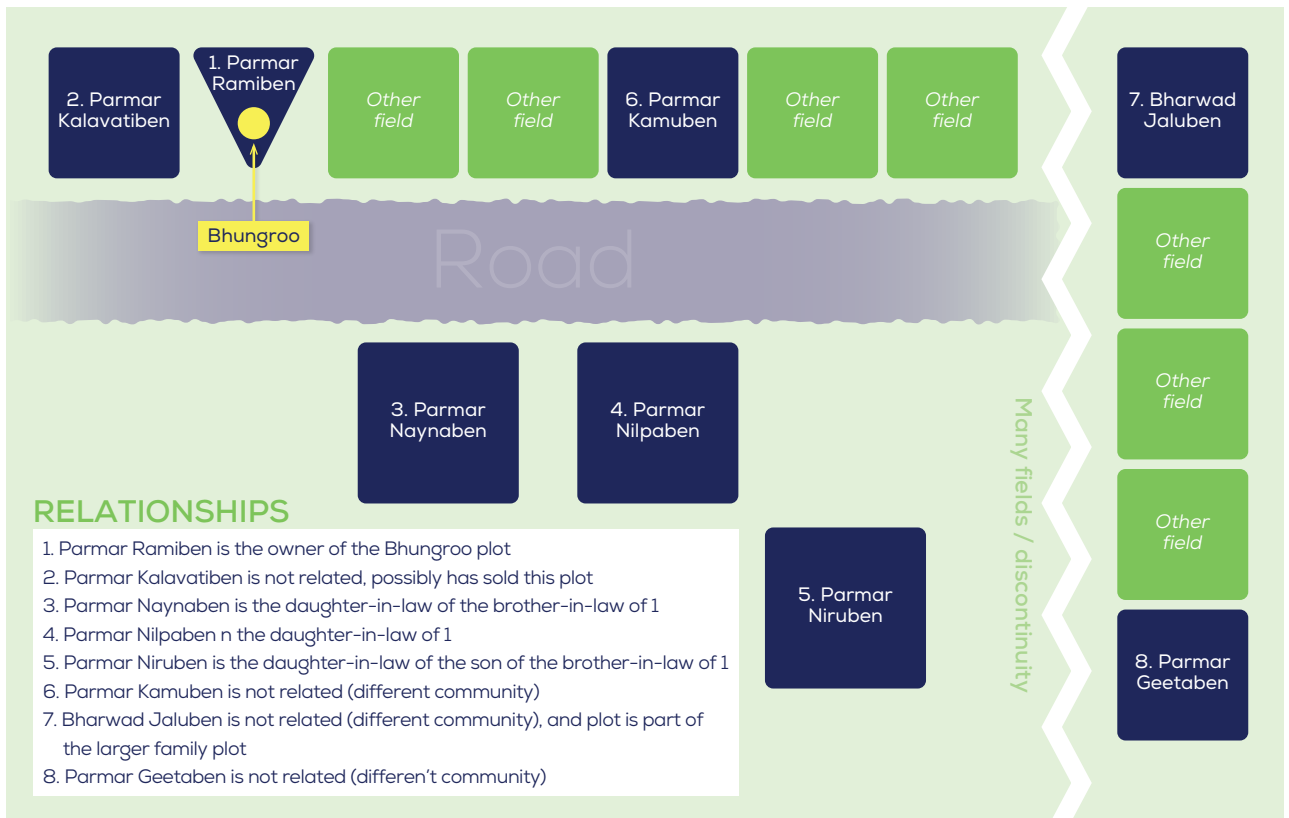 2. Parmar
Kalavatiben
1. Parmar
Ramiben
Other
field
Other
field
6. Parmar
Kamuben
Other
field
Other
field
7. Bharwad
Jaluben
Bhungroo
Road
Other
field
Other
field
Other
field
3. Parmar
Naynaben
4. Parmar
Nilpaben
5. Parmar
Niruben
Many fields / discontinuity
8. Parmar
Geetaben
RELATIONSHIPS
1. Parmar Ramiben is the owner of the Bhungroo plot
2. Parmar Kalavatiben is not related, possibly has sold this plot
3. Parmar Naynaben is the daughter-in-law of the brother-in-law of 1
4. Parmar Nilpaben n the daughter-in-law of 1
5. Parmar Niruben is the daughter-in-law of the son of the brother-in-law of 1
6. Parmar Kamuben is not related (different community)
7. Bharwad Jaluben is not related (different community), and plot is part of
the larger family plot
8. Parmar Geetaben is not related (differen't community)